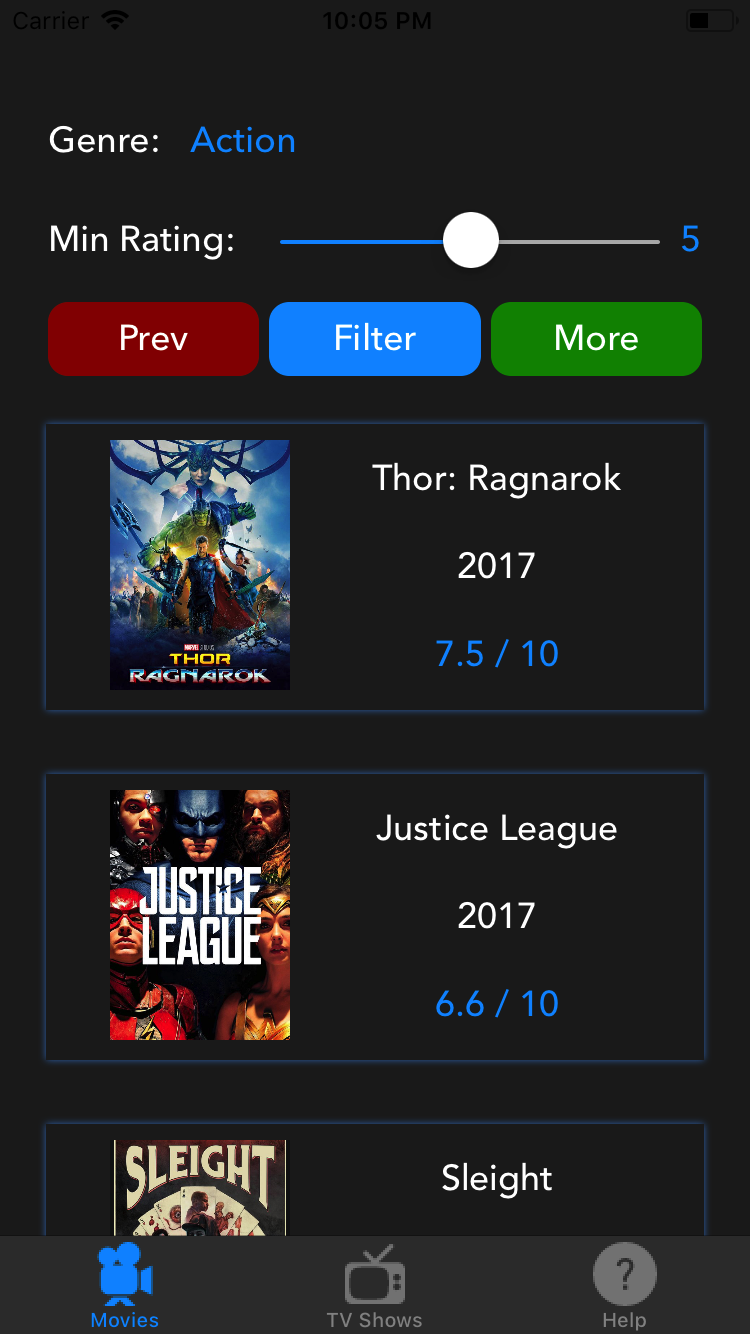 Carrier 10:05 PM
Genre: Action
Min Rating: 5
Prev Filter More
Thor: Ragnarok
2017
7.5 / 10
MARVEL STUDIOS
THOR
RAGNAROK
Justice League
2017
6.6 / 10
JUSTICE
LEAGUE
Sleight
SLEIGHT
?
Movies TV Shows Help